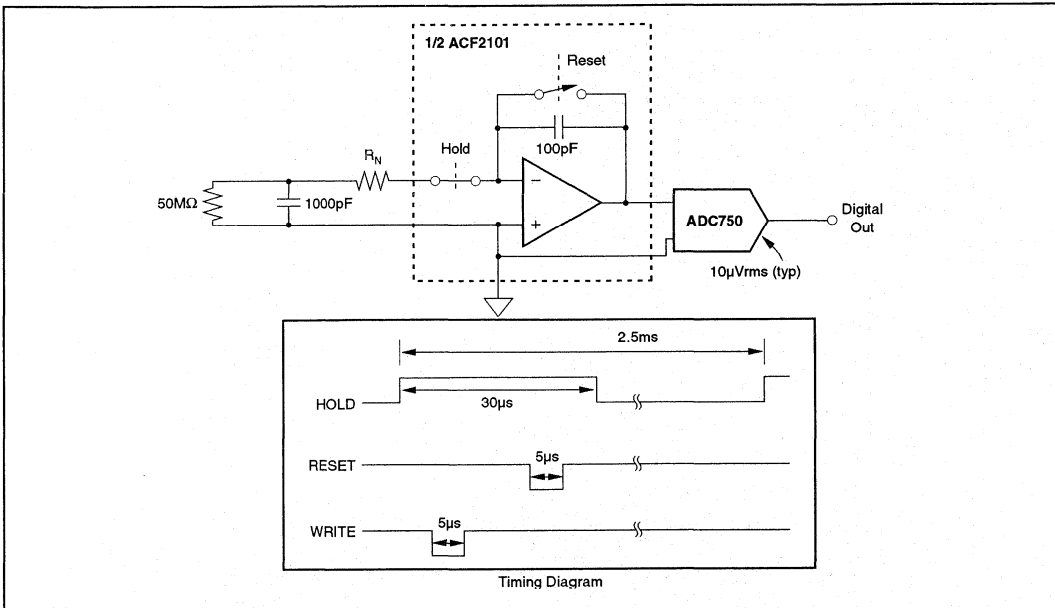 1/2 ACF2101
Reset
100pF
Hold
R_N
50MΩ
1000pF
−
+
ADC750
Digital
Out
10µVrms (typ)
2.5ms
HOLD
30µs
RESET
5µs
WRITE
5µs
Timing Diagram